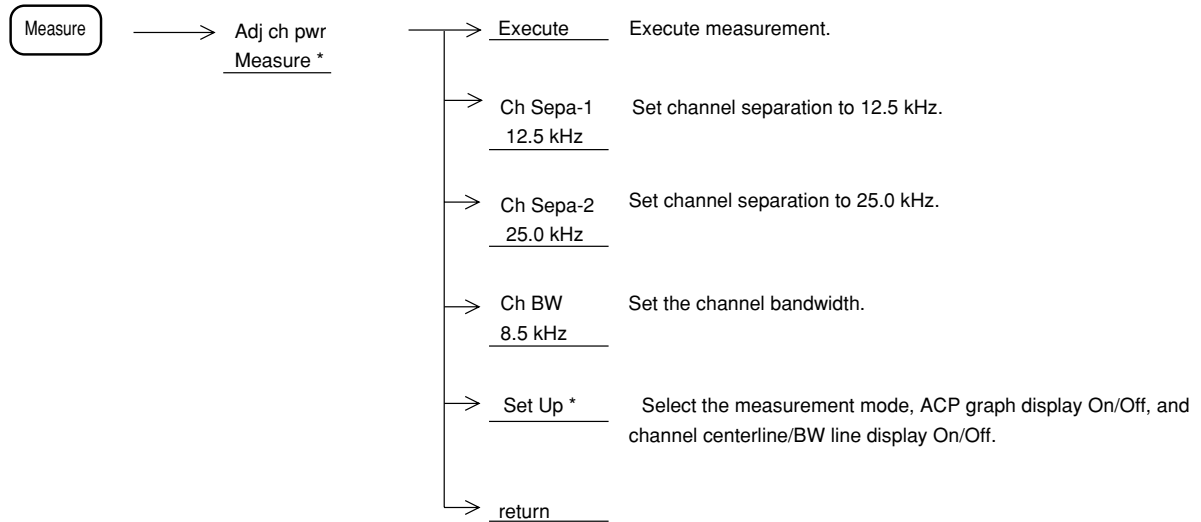 Measure
Adj ch pwr
Measure *
Execute
Execute measurement.
Ch Sepa-1
12.5 kHz
Set channel separation to 12.5 kHz.
Ch Sepa-2
25.0 kHz
Set channel separation to 25.0 kHz.
Ch BW
8.5 kHz
Set the channel bandwidth.
Set Up *
Select the measurement mode, ACP graph display On/Off, and
channel centerline/BW line display On/Off.
return